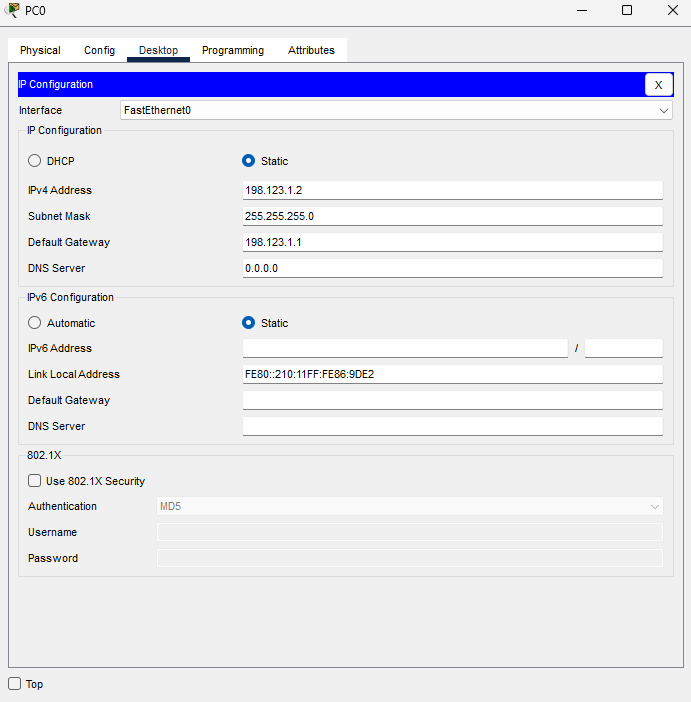 PC0
Physical Config Desktop Programming Attributes
IP Configuration X
Interface FastEthernet0
IP Configuration
DHCP Static
IPv4 Address 198.123.1.2
Subnet Mask 255.255.255.0
Default Gateway 198.123.1.1
DNS Server 0.0.0.0
IPv6 Configuration
Automatic Static
IPv6 Address /
Link Local Address FE80::210:11FF:FE86:9DE2
Default Gateway
DNS Server
802.1X
Use 802.1X Security
Authentication MD5
Username
Password
Top